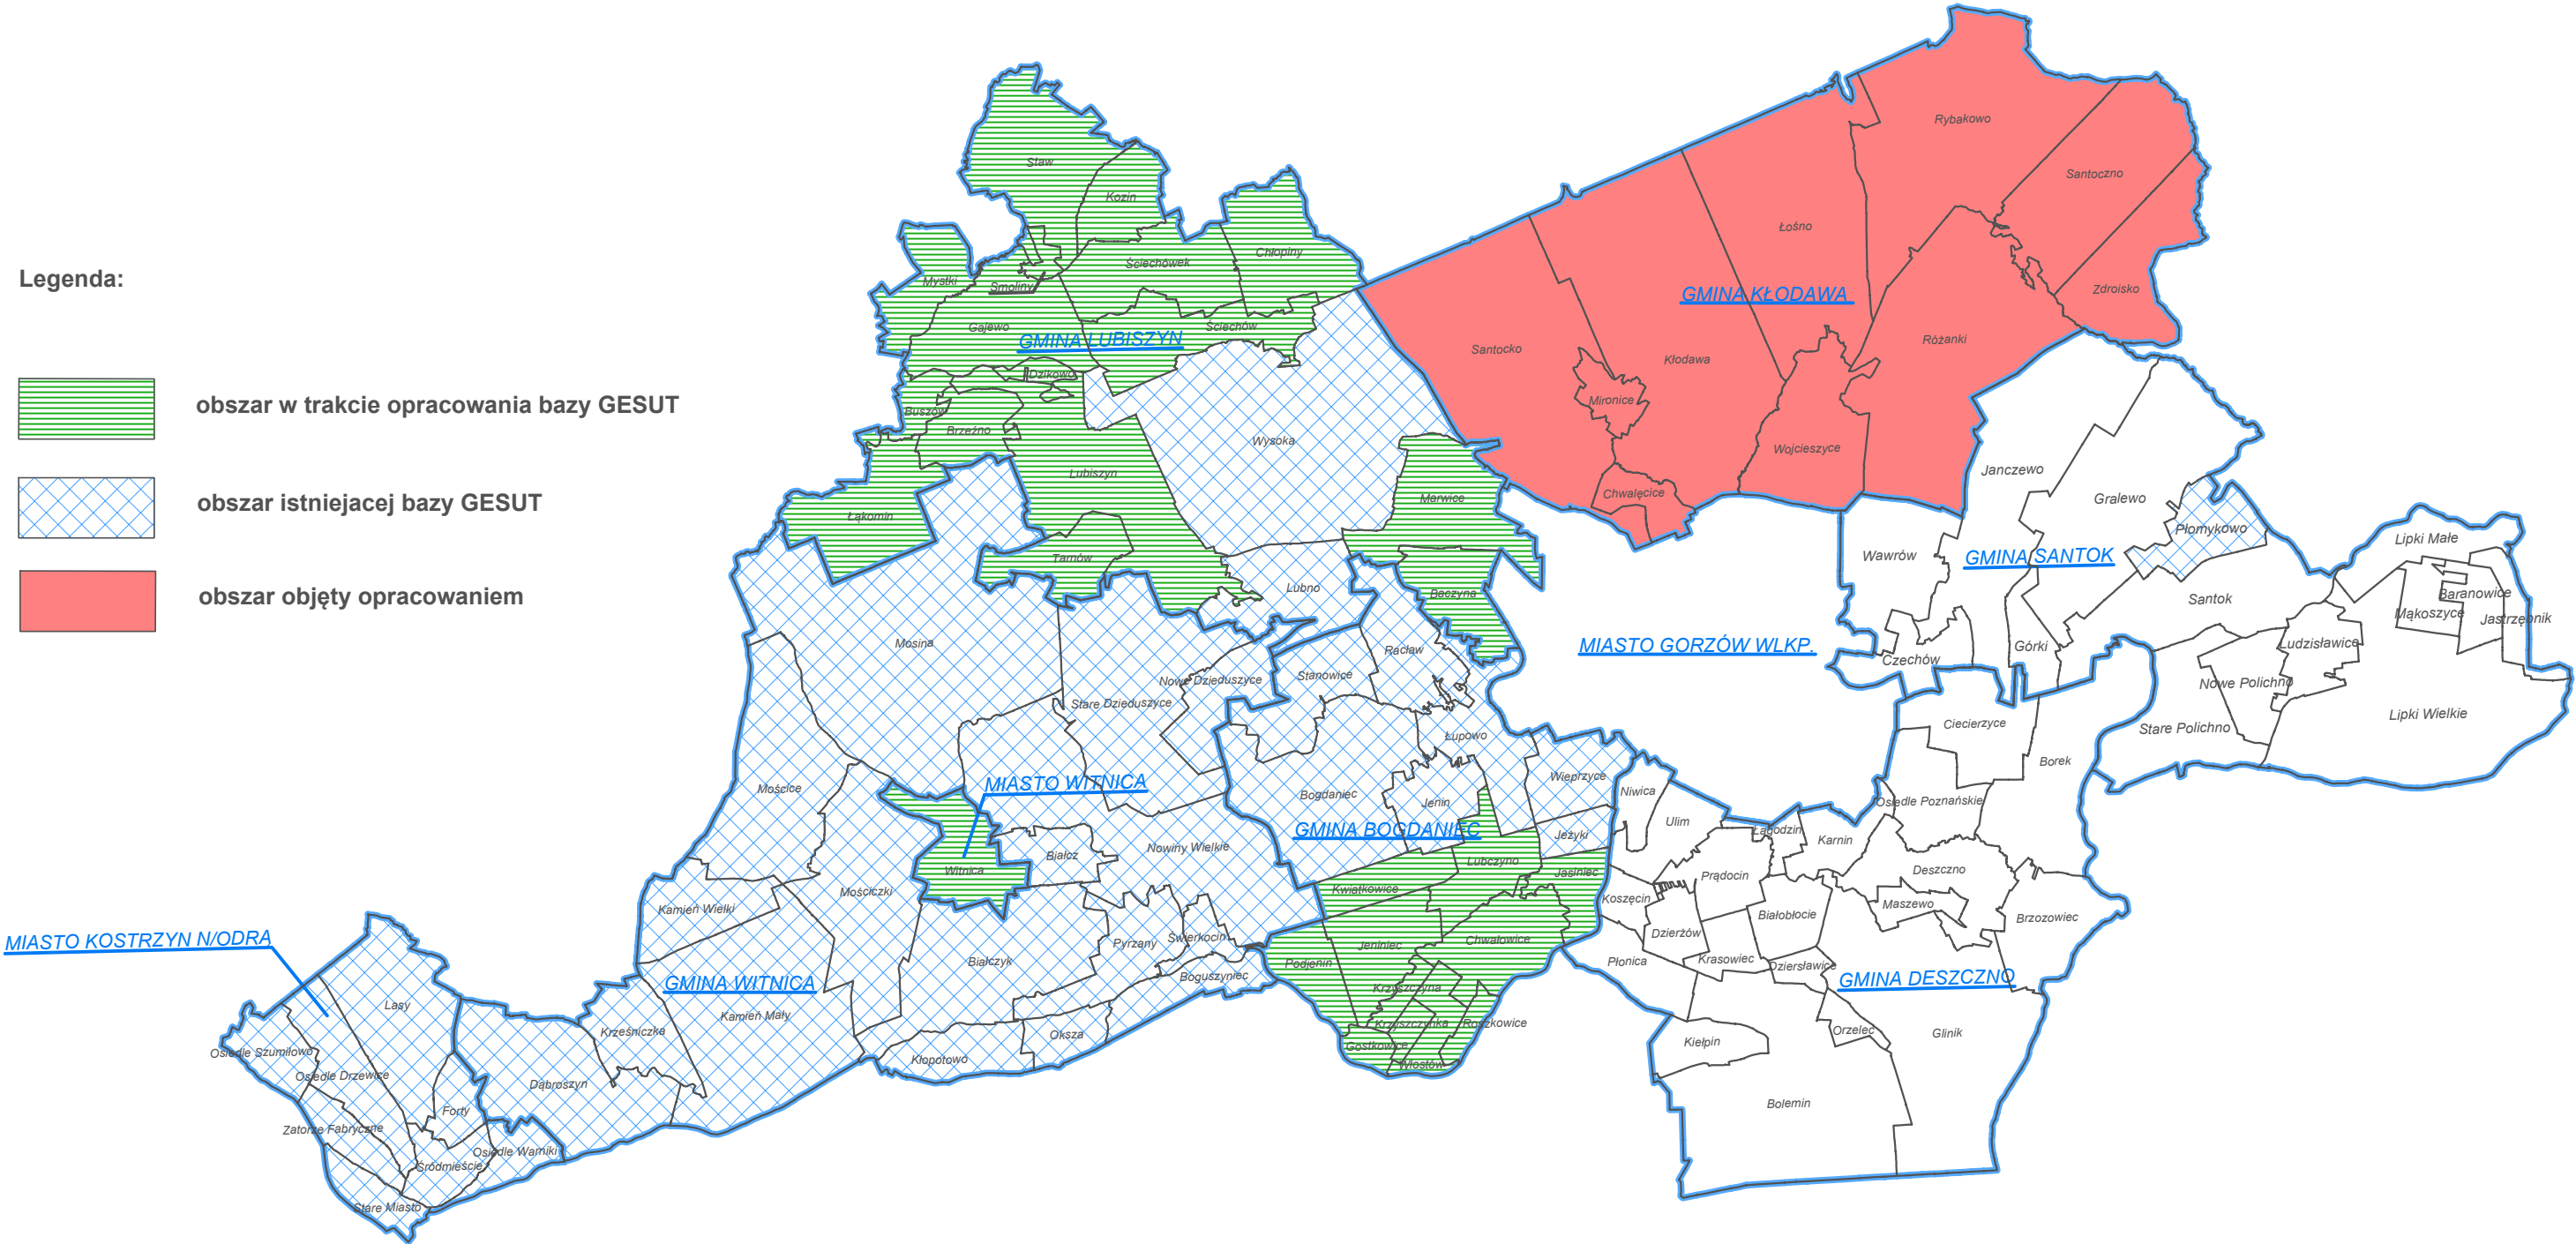 Legenda:
obszar w trakcie opracowania bazy GESUT
obszar istniejacej bazy GESUT
obszar objęty opracowaniem
GMINA LUBISZYN
Staw
Kozin
Mystki
Smoliny
Ściechówek
Chłopiny
Gajewo
Ściechów
Dzikowo
Buszów
Brzeźno
Wysoka
Lubiszyn
Łąkomin
Tarnów
Lubno
Marwice
Baczyna
GMINA KŁODAWA
Rybakowo
Santoczno
Łośno
Zdroisko
Santocko
Kłodawa
Różanki
Mironice
Wojcieszyce
Chwalęcice
GMINA SANTOK
Janczewo
Gralewo
Płomykowo
Wawrów
Lipki Małe
Baranowice
Mąkoszyce
Jastrzębnik
Santok
Górki
Czechów
Ludzisławice
Nowe Polichno
Stare Polichno
Lipki Wielkie
MIASTO GORZÓW WLKP.
MIASTO WITNICA
Witnica
GMINA WITNICA
Mosina
Nowe Dzieduszyce
Stare Dzieduszyce
Mościce
Białcz
Nowiny Wielkie
Mościczki
Kamień Wielki
Pyrzany
Świerkocin
Białczyk
Boguszyniec
Kamień Mały
Krześniczka
Oksza
Kłopotowo
Dąbroszyn
GMINA BOGDANIEC
Racław
Stanowice
Łupowo
Wieprzyce
Bogdaniec
Jenin
Jeżyki
Lubczyno
Jasiniec
Kwiatkowice
Jeniniec
Chwałowice
Podjenin
Krzyszczyna
Krzyszczynka
Roszkowice
Gostkowice
Włostów
GMINA DESZCZNO
Ciecierzyce
Borek
Niwica
Osiedle Poznańskie
Ulim
Łagodzin
Karnin
Prądocin
Deszczno
Koszęcin
Maszewo
Białobłocie
Brzozowiec
Dzierżów
Płonica
Krasowiec
Dziersławice
Orzelec
Glinik
Kiełpin
Bolemin
MIASTO KOSTRZYN N/ODRA
Lasy
Osiedle Szumiłowo
Osiedle Drzewice
Forty
Zatorze Fabryczne
Osiedle Warniki
Śródmieście
Stare Miasto